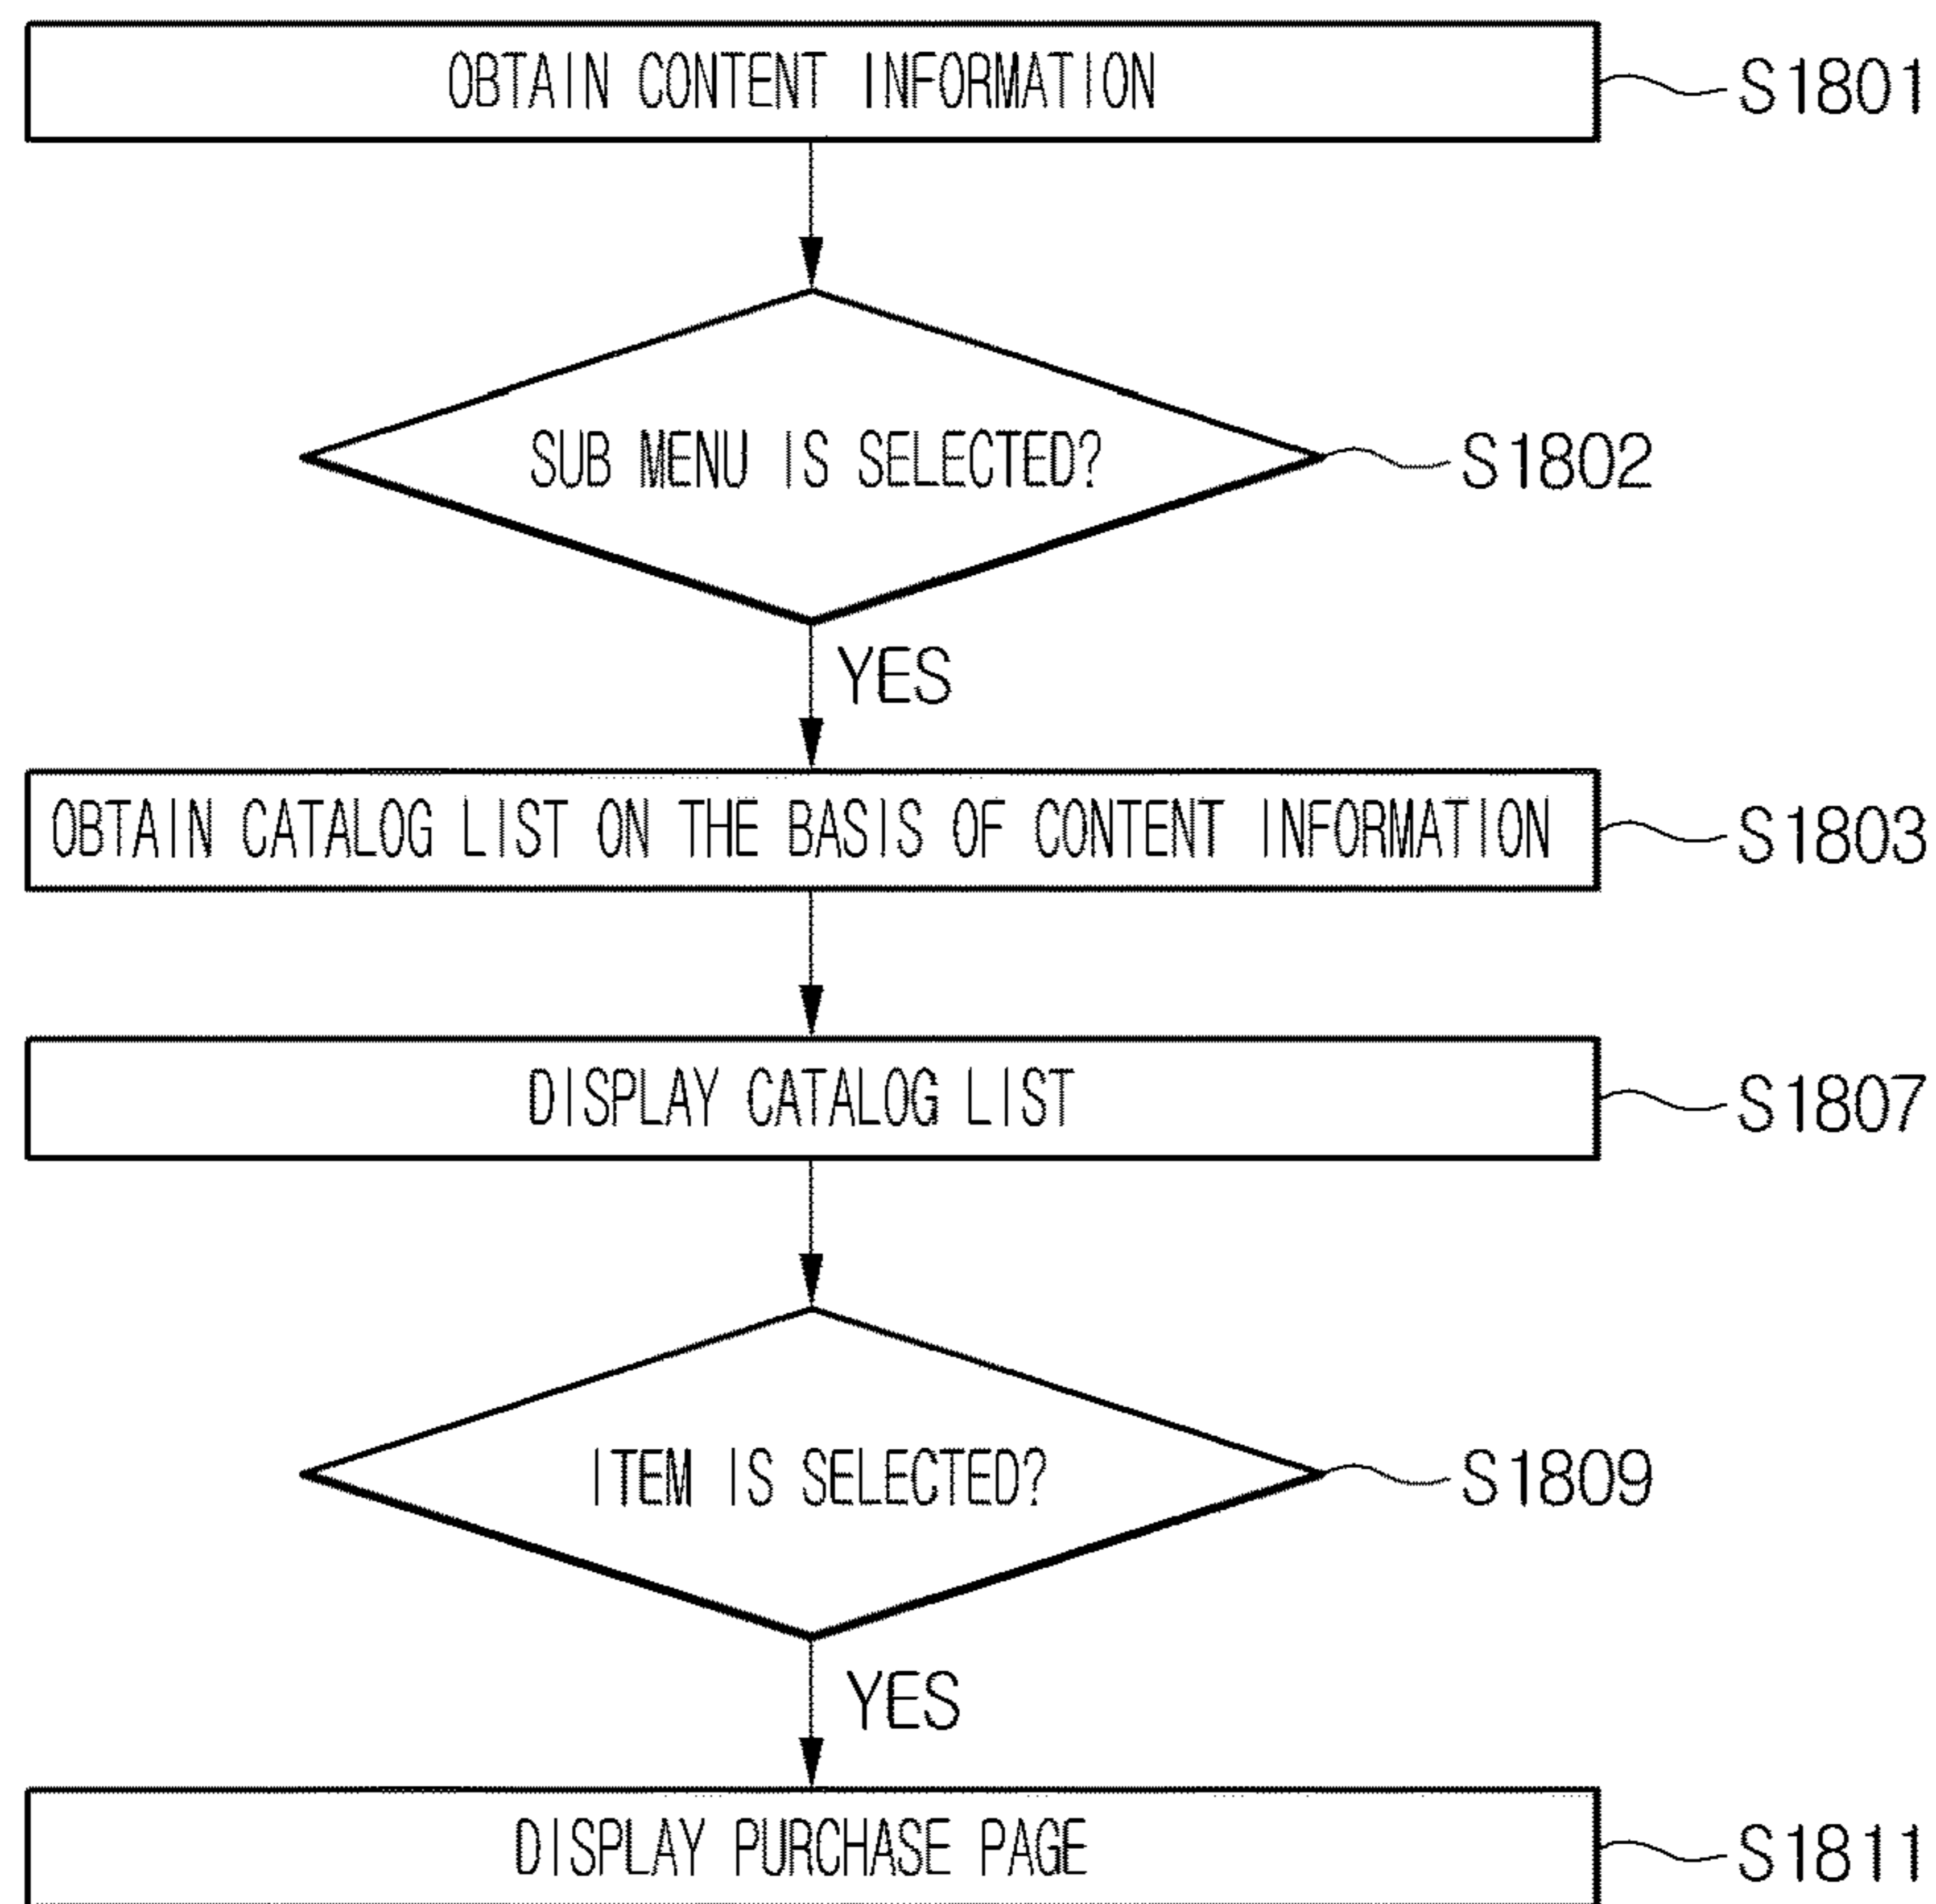 OBTAIN CONTENT INFORMATION
S1801
SUB MENU IS SELECTED?
S1802
YES
OBTAIN CATALOG LIST ON THE BASIS OF CONTENT INFORMATION
S1803
DISPLAY CATALOG LIST
S1807
ITEM IS SELECTED?
S1809
YES
DISPLAY PURCHASE PAGE
S1811